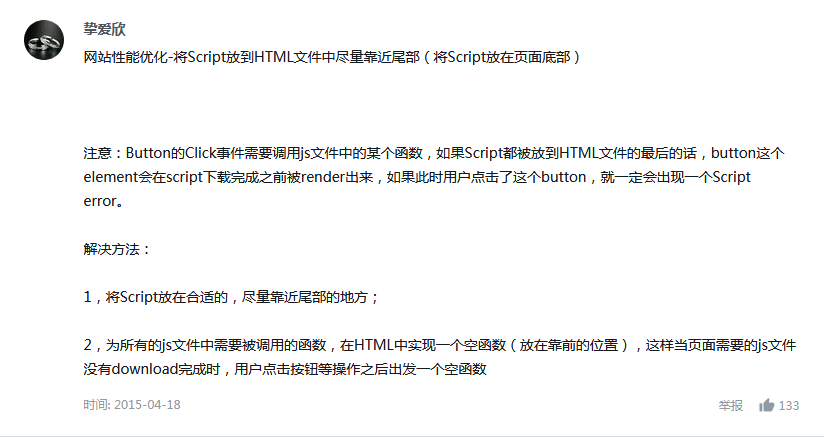 挚爱欣
网站性能优化-将Script放到HTML文件中尽量靠近尾部（将Script放在页面底部）
注意：Button的Click事件需要调用js文件中的某个函数，如果Script都被放到HTML文件的最后的话，button这个
element会在script下载完成之前被render出来，如果此时用户点击了这个button，就一定会出现一个Script
error。
解决方法：
1，将Script放在合适的，尽量靠近尾部的地方；
2，为所有的js文件中需要被调用的函数，在HTML中实现一个空函数（放在靠前的位置），这样当页面需要的js文件
没有download完成时，用户点击按钮等操作之后出发一个空函数
时间: 2015-04-18 举报 133